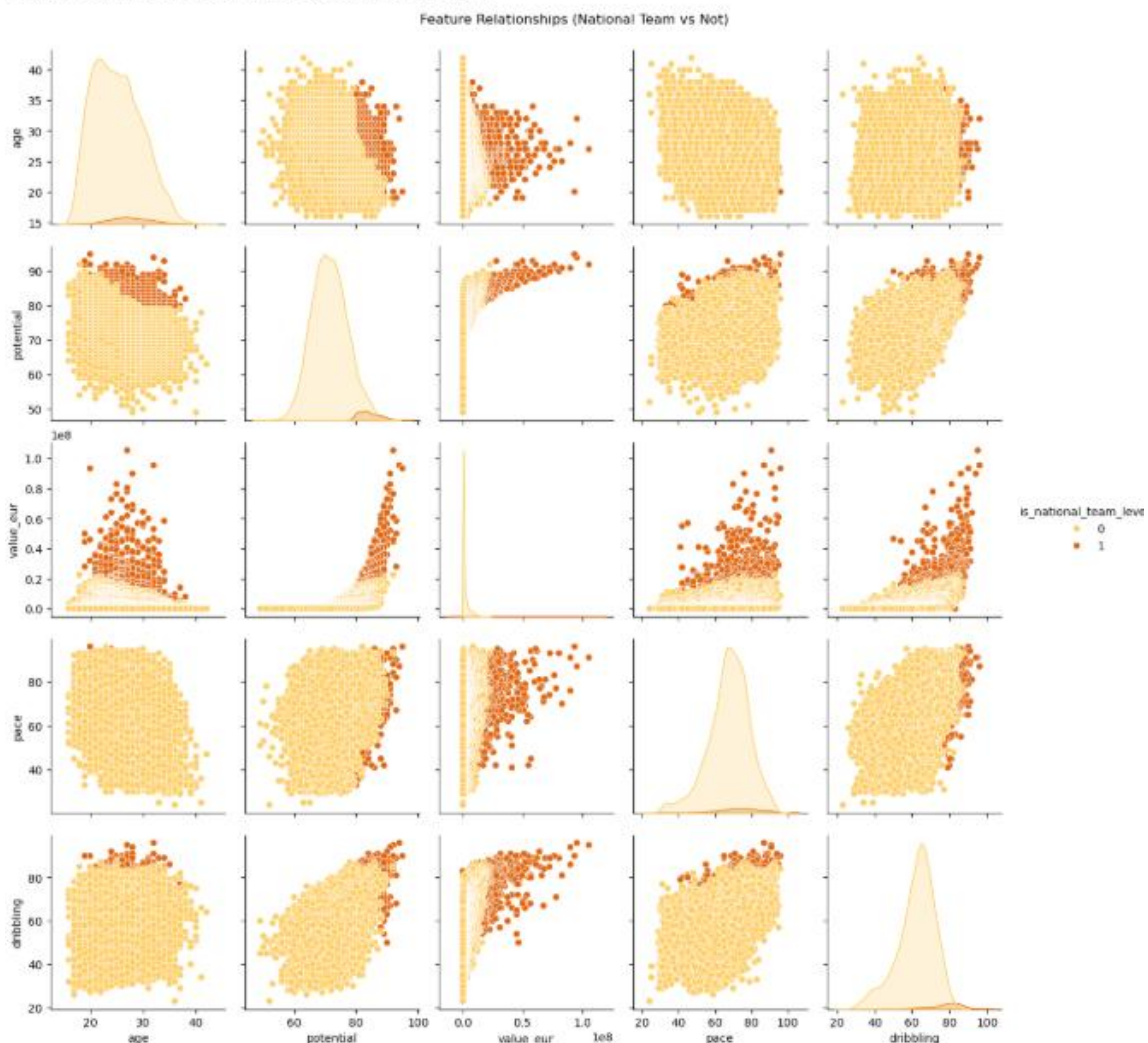 Feature Relationships (National Team vs Not)
40
35
30
25
20
15
age
90
80
70
60
50
potential
1e8
1.0
0.8
0.6
0.4
0.2
0.0
value_eur
is_national_team_leve
0
1
80
60
40
pace
80
60
40
20
dribbling
20 30 40
60 80 100
0.0 0.5 1.0
20 40 60 80 100
20 40 60 80 100
1e8
age potential value_eur pace dribbling